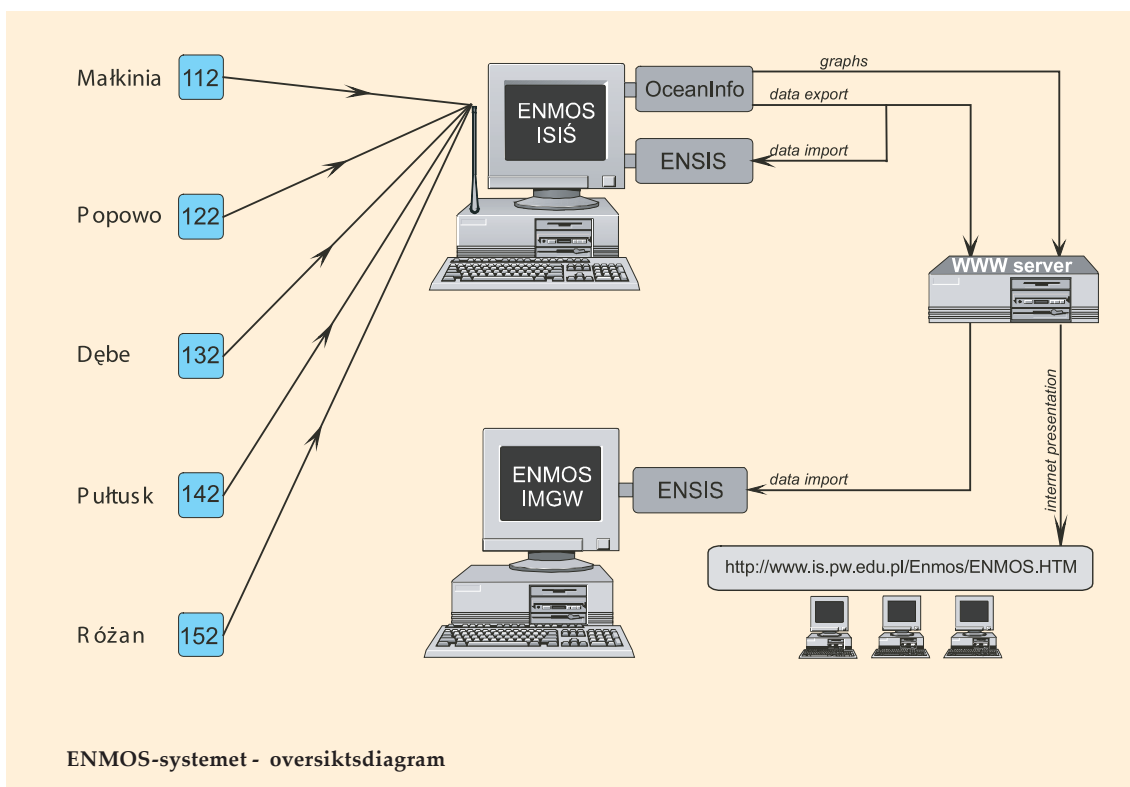 Małkinia
112
Popowo
122
Dębe
132
Pułtusk
142
Różan
152
ENMOS
ISIŚ
OceanInfo
ENSIS
graphs
data export
data import
WWW server
ENMOS
IMGW
ENSIS
data import
internet presentation
http://www.is.pw.edu.pl/Enmos/ENMOS.HTM
ENMOS-systemet - oversiktsdiagram